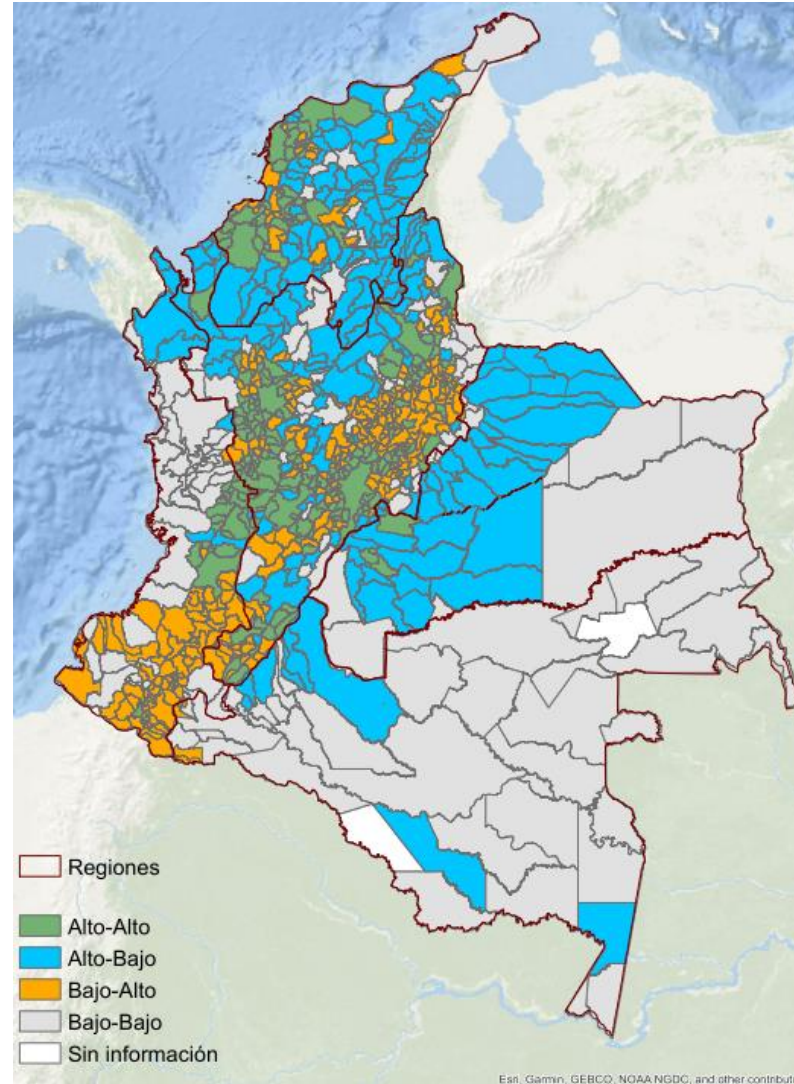 Regiones
Alto-Alto
Alto-Bajo
Bajo-Alto
Bajo-Bajo
Sin información
Esri, Garmin, GEBCO, NOAA NGDC, and other contribut